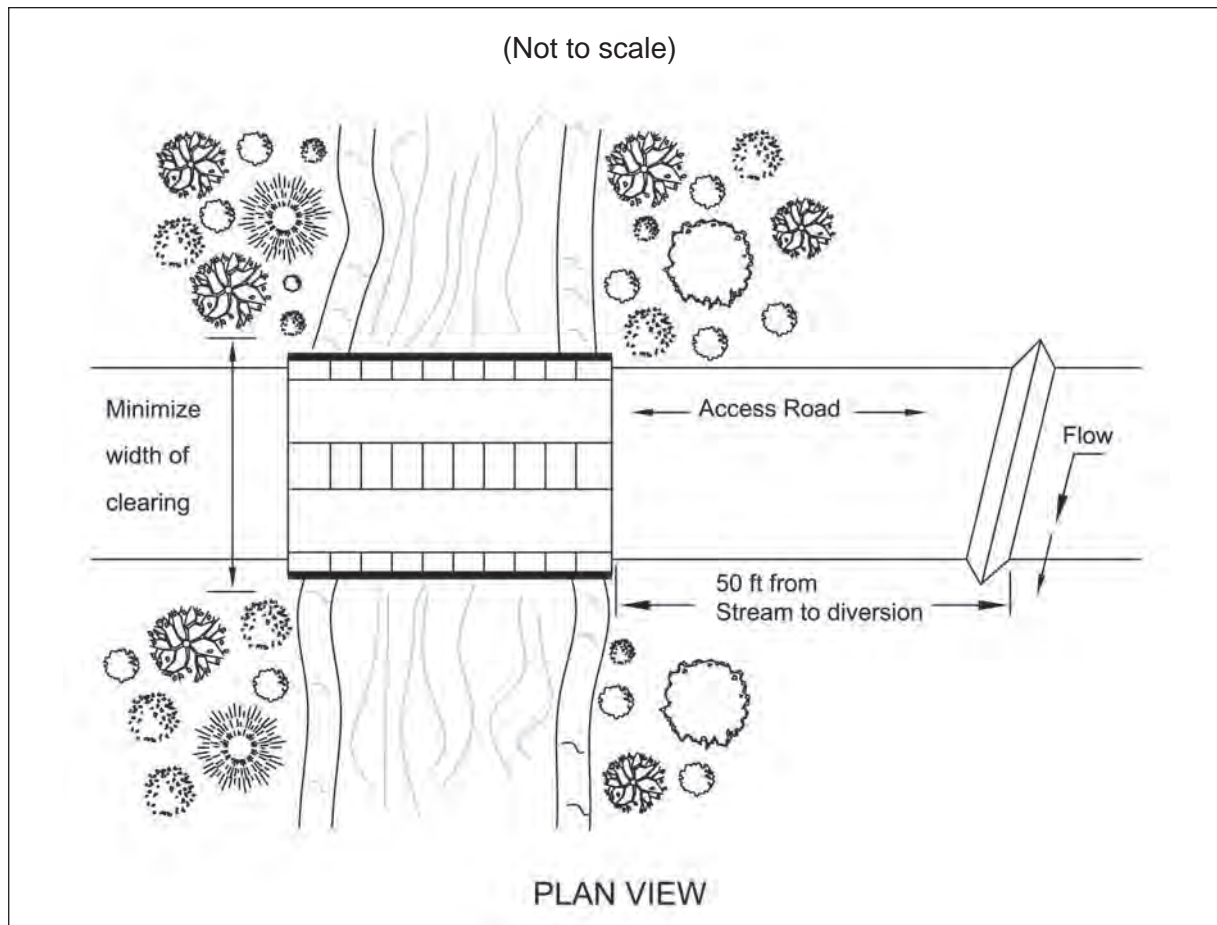 (Not to scale)
Minimize
width of
clearing
Access Road
Flow
50 ft from
Stream to diversion
PLAN VIEW